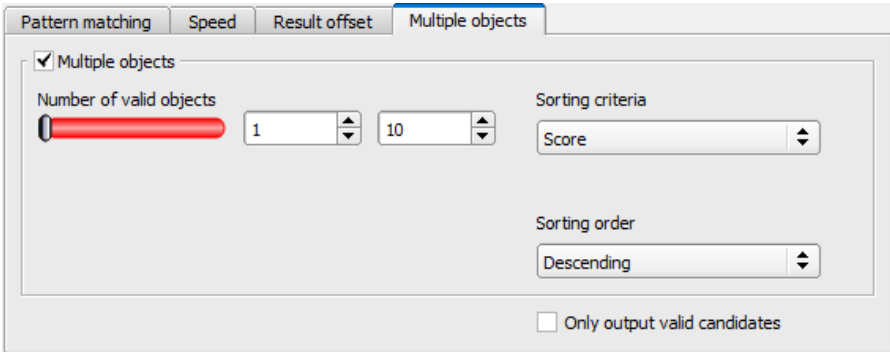 Pattern matching Speed Result offset Multiple objects
Multiple objects
Number of valid objects
1 10
Sorting criteria
Score
Sorting order
Descending
Only output valid candidates